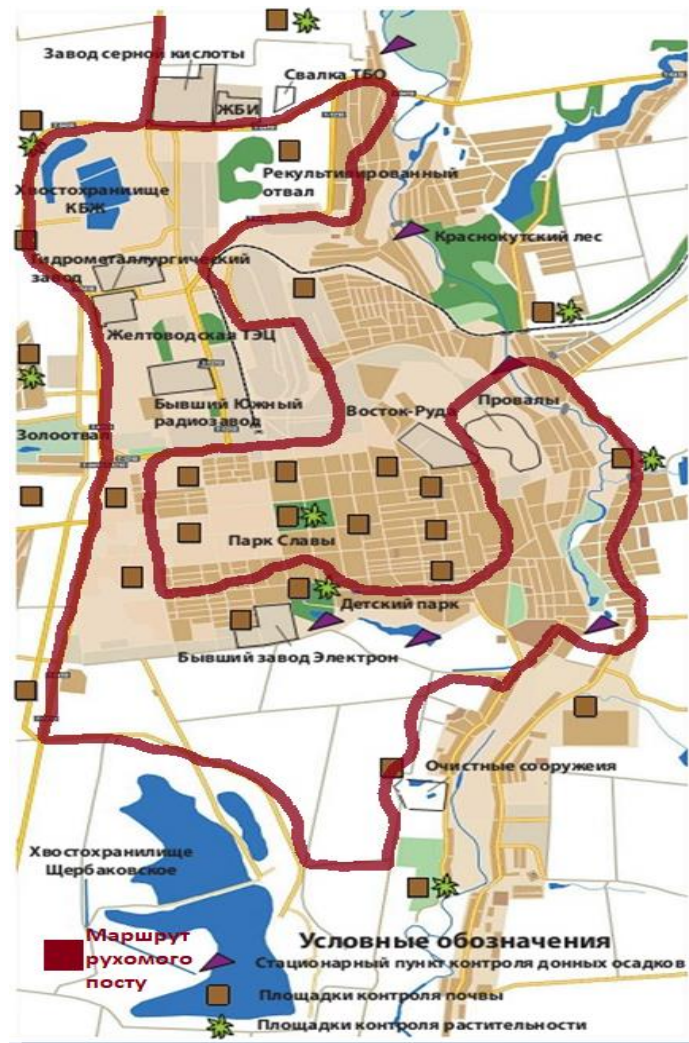 Завод серной кислоты
Свалка ТБО
ЖБИ
Рекультивированный
отвал
Хвостохранилище
КБЖ
Краснокутский лес
Гидрометаллургический
завод
Желтоводская ТЭЦ
Бывший Южный
радиозавод
Восток-Руда
Провалы
Золоотвал
Парк Славы
Детский парк
Бывший завод Электрон
Очистные сооружеия
Хвостохранилище
Щербаковское
Маршрут
рухомого
посту
Условные обозначения
Стационарный пункт контроля донных осадков
Площадки контроля почвы
Площадки контроля растительности